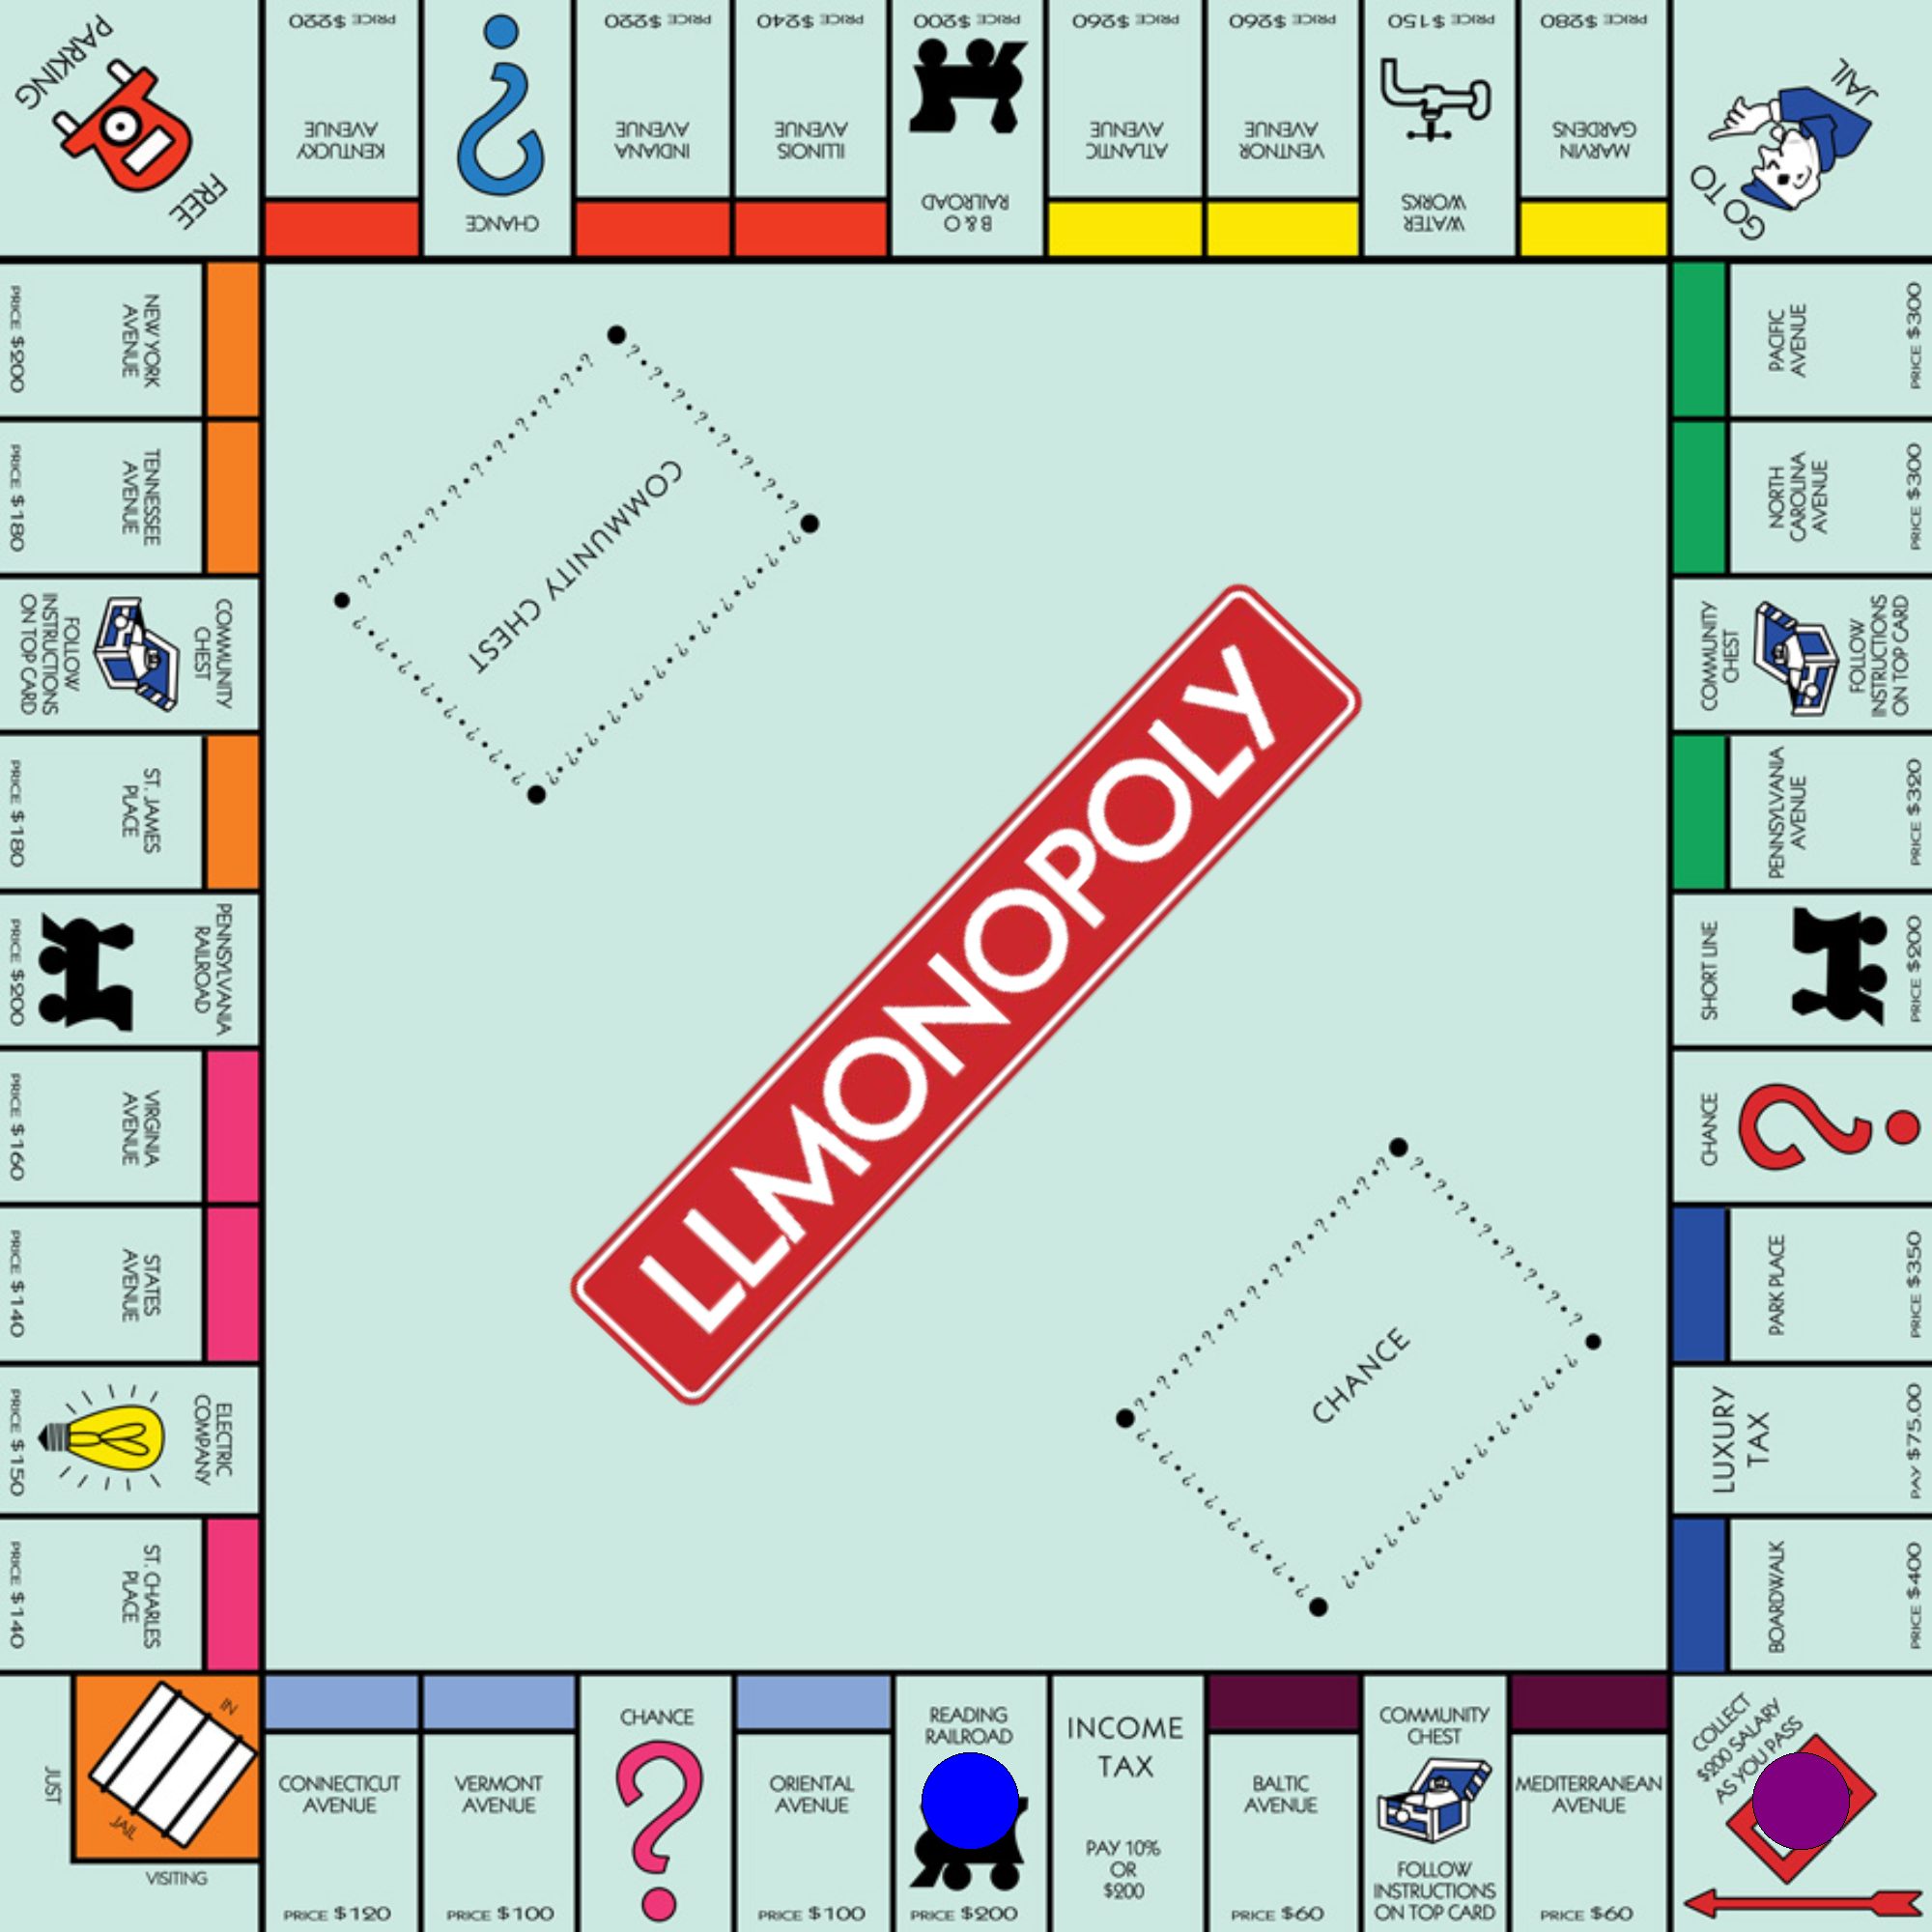 FREE
PARKING
KENTUCKY
AVENUE
PRICE $220
CHANCE
INDIANA
AVENUE
PRICE $220
ILLINOIS
AVENUE
PRICE $240
B & O
RAILROAD
PRICE $200
ATLANTIC
AVENUE
PRICE $260
VENTNOR
AVENUE
PRICE $260
WATER
WORKS
PRICE $150
MARVIN
GARDENS
PRICE $280
GO TO
JAIL
NEW YORK
AVENUE
PRICE $200
TENNESSEE
AVENUE
PRICE $180
COMMUNITY
CHEST
FOLLOW
INSTRUCTIONS
ON TOP CARD
ST. JAMES
PLACE
PRICE $180
PENNSYLVANIA
RAILROAD
PRICE $200
VIRGINIA
AVENUE
PRICE $160
STATES
AVENUE
PRICE $140
ELECTRIC
COMPANY
PRICE $150
ST. CHARLES
PLACE
PRICE $140
COMMUNITY CHEST
LLMONOPOLY
CHANCE
PACIFIC
AVENUE
PRICE $300
NORTH
CAROLINA
AVENUE
PRICE $300
COMMUNITY
CHEST
FOLLOW
INSTRUCTIONS
ON TOP CARD
PENNSYLVANIA
AVENUE
PRICE $320
SHORT LINE
PRICE $200
CHANCE
PARK PLACE
PRICE $350
LUXURY
TAX
PAY $75.00
BOARDWALK
PRICE $400
IN
JAIL
JUST
VISITING
CONNECTICUT
AVENUE
PRICE $120
VERMONT
AVENUE
PRICE $100
CHANCE
ORIENTAL
AVENUE
PRICE $100
READING
RAILROAD
PRICE $200
INCOME
TAX
PAY 10%
OR
$200
BALTIC
AVENUE
PRICE $60
COMMUNITY
CHEST
FOLLOW
INSTRUCTIONS
ON TOP CARD
MEDITERRANEAN
AVENUE
PRICE $60
COLLECT
$200 SALARY
AS YOU PASS